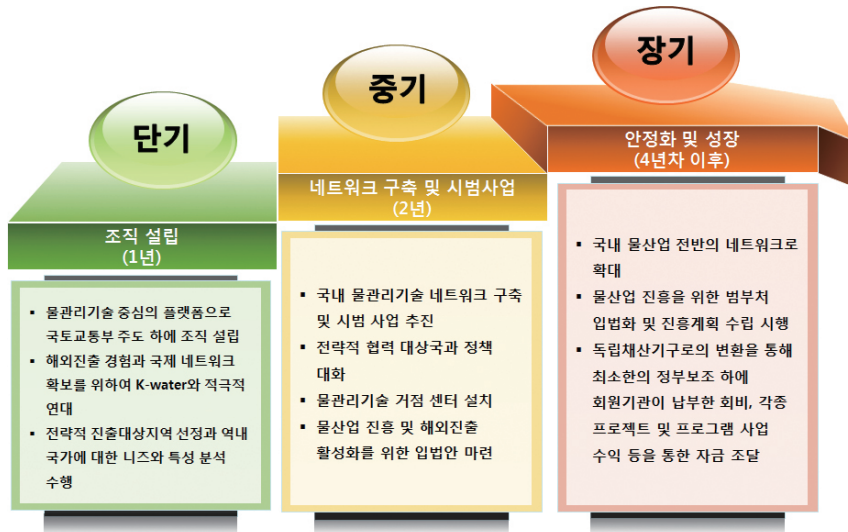 단기
조직 설립
(1년)
▪ 물관리기술 중심의 플랫폼으로
국토교통부 주도 하에 조직 설립
▪ 해외진출 경험과 국제 네트워크
확보를 위하여 K-water와 적극적
연대
▪ 전략적 진출대상지역 선정과 역내
국가에 대한 니즈와 특성 분석
수행
중기
네트워크 구축 및 시범사업
(2년)
▪ 국내 물관리기술 네트워크 구축
및 시범 사업 추진
▪ 전략적 협력 대상국과 정책
대화
▪ 물관리기술 거점 센터 설치
▪ 물산업 진흥 및 해외진출
활성화를 위한 입법안 마련
장기
안정화 및 성장
(4년차 이후)
▪ 국내 물산업 전반의 네트워크로
확대
▪ 물산업 진흥을 위한 범부처
입법화 및 진흥계획 수립 시행
▪ 독립채산기구로의 변환을 통해
최소한의 정부보조 하에
회원기관이 납부한 회비, 각종
프로젝트 및 프로그램 사업
수익 등을 통한 자금 조달